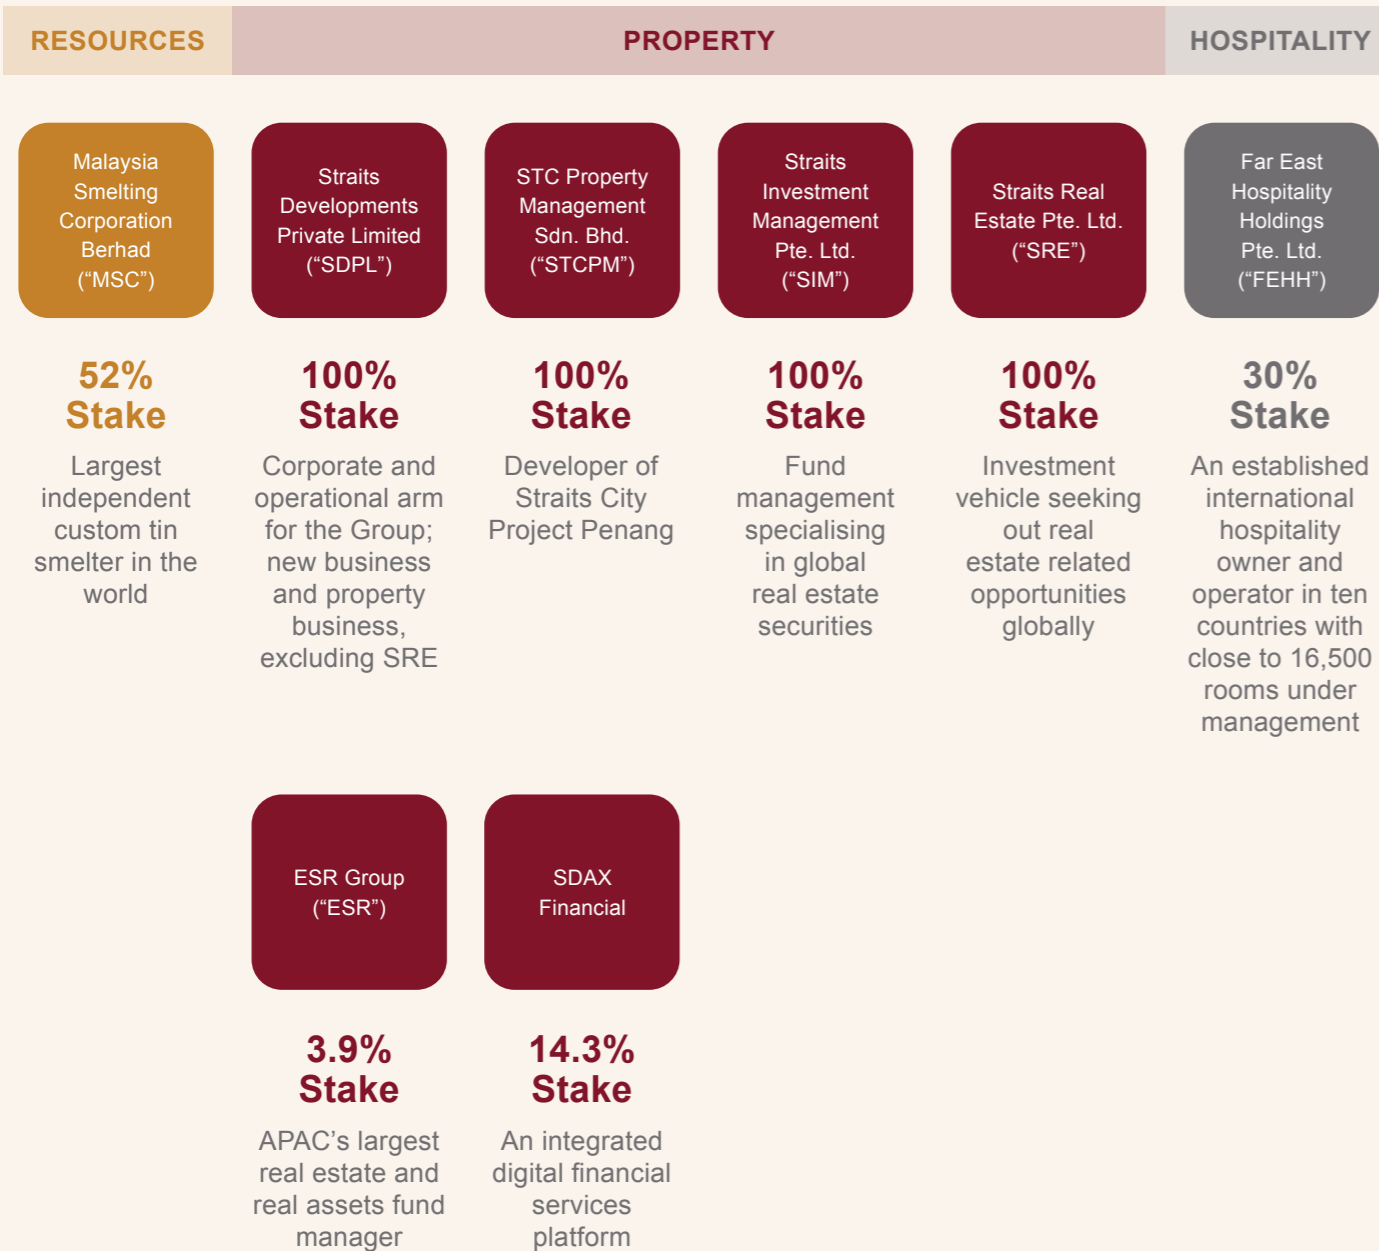 RESOURCES
PROPERTY
HOSPITALITY
Malaysia
Smelting
Corporation
Berhad
(“MSC”)
52%
Stake
Largest
independent
custom tin
smelter in the
world
Straits
Developments
Private Limited
(“SDPL”)
100%
Stake
Corporate and
operational arm
for the Group;
new business
and property
business,
excluding SRE
STC Property
Management
Sdn. Bhd.
(“STCPM”)
100%
Stake
Developer of
Straits City
Project Penang
Straits
Investment
Management
Pte. Ltd.
(“SIM”)
100%
Stake
Fund
management
specialising
in global
real estate
securities
Straits Real
Estate Pte. Ltd.
(“SRE”)
100%
Stake
Investment
vehicle seeking
out real
estate related
opportunities
globally
Far East
Hospitality
Holdings
Pte. Ltd.
(“FEHH”)
30%
Stake
An established
international
hospitality
owner and
operator in ten
countries with
close to 16,500
rooms under
management
ESR Group
(“ESR”)
3.9%
Stake
APAC’s largest
real estate and
real assets fund
manager
SDAX
Financial
14.3%
Stake
An integrated
digital financial
services
platform